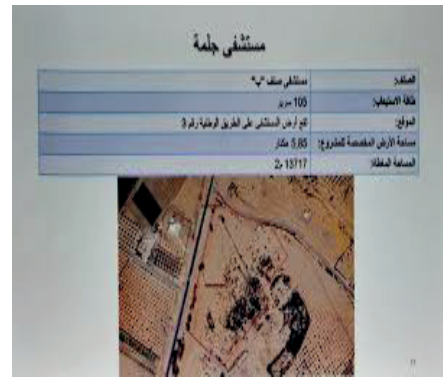 مستشفى جلمة
الصنف: مستشفى صنف "ب"
طاقة الاستيعاب: 105 سرير
الموقع: تقع أرض المستشفى على الطريق الوطنية رقم 3
مساحة الأرض المخصصة للمشروع: 5,85 هكتار
المساحة المغطاة: 13717 م2